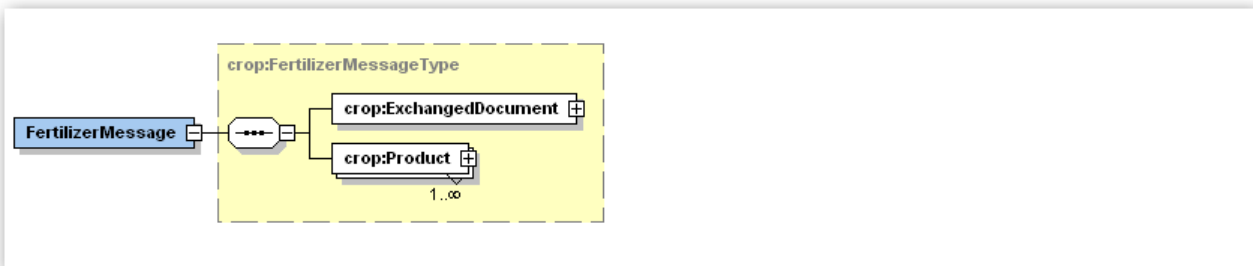 crop:FertilizerMessageType
crop:ExchangedDocument
FertilizerMessage
crop:Product
1..∞